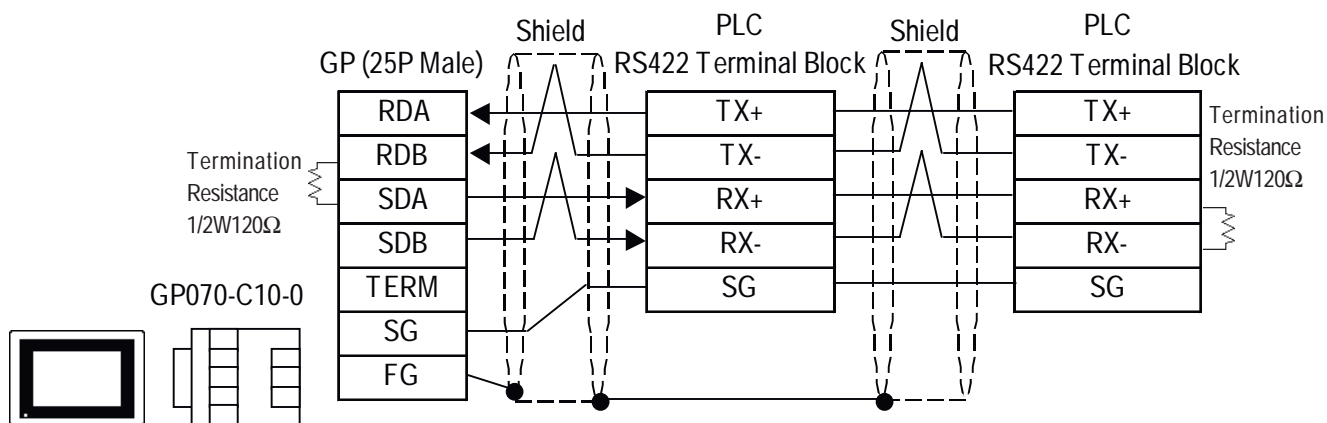 Shield
PLC
Shield
PLC
GP (25P Male)
RS422 Terminal Block
RS422 Terminal Block
RDA
TX+
TX+
Termination
Resistance
1/2W120Ω
RDB
TX-
TX-
Termination
Resistance
1/2W120Ω
SDA
RX+
RX+
SDB
RX-
RX-
TERM
SG
SG
GP070-C10-0
SG
FG